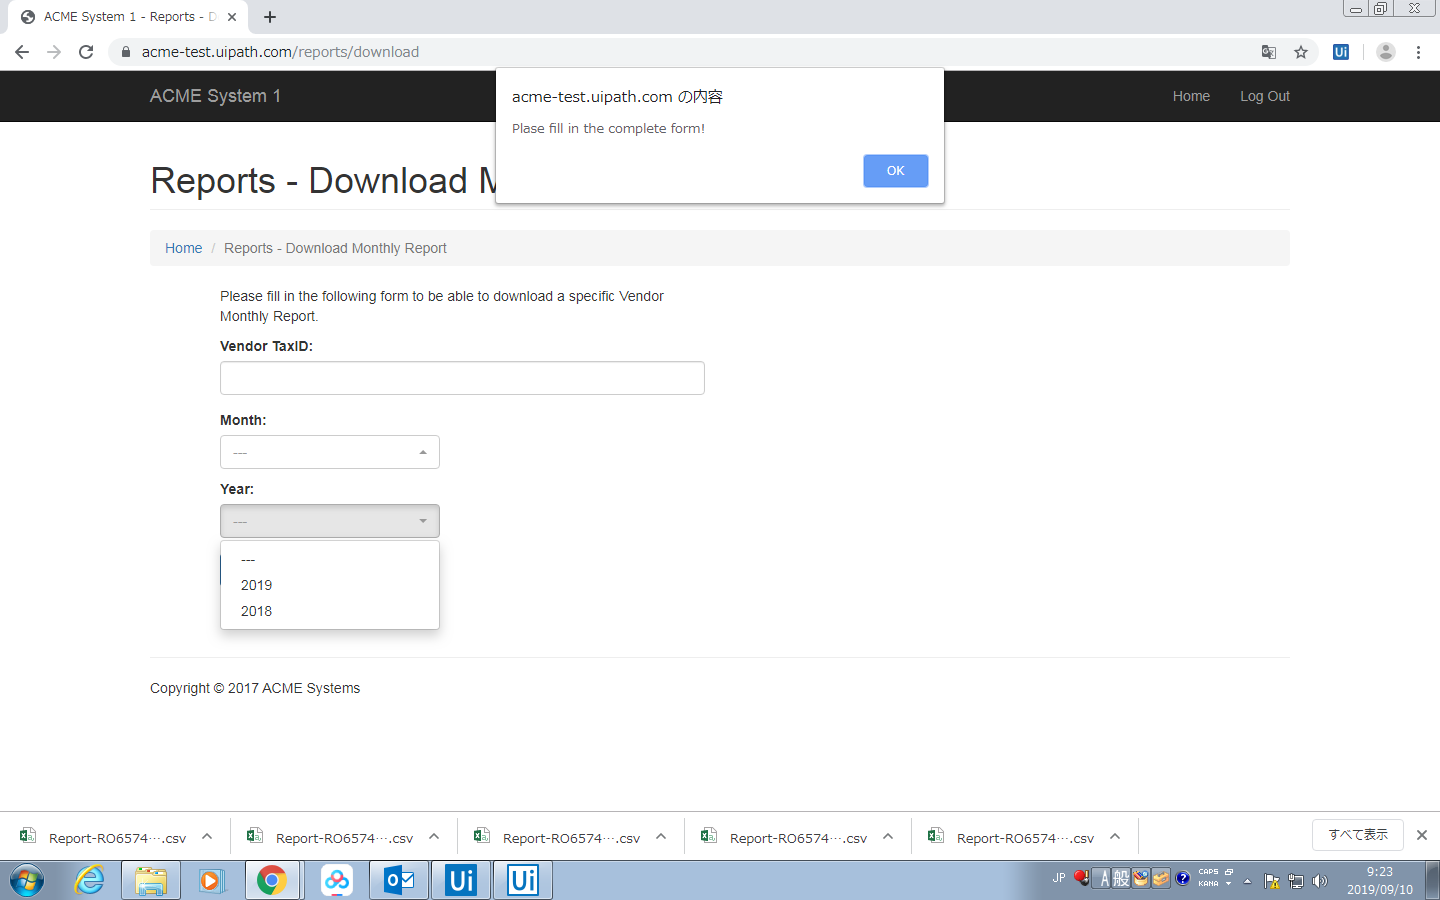 ACME System 1 - Reports - D
acme-test.uipath.com/reports/download
Ui
ACME System 1
Home
Log Out
acme-test.uipath.com の内容
Plase fill in the complete form!
OK
Reports - Download M
Home / Reports - Download Monthly Report
Please fill in the following form to be able to download a specific Vendor
Monthly Report.
Vendor TaxID:
Month:
---
Year:
---
---
2019
2018
Copyright © 2017 ACME Systems
Report-RO6574….csv
Report-RO6574….csv
Report-RO6574….csv
Report-RO6574….csv
Report-RO6574….csv
すべて表示
Ui
Ui
JP
A 般
CAPS
KANA
9:23
2019/09/10